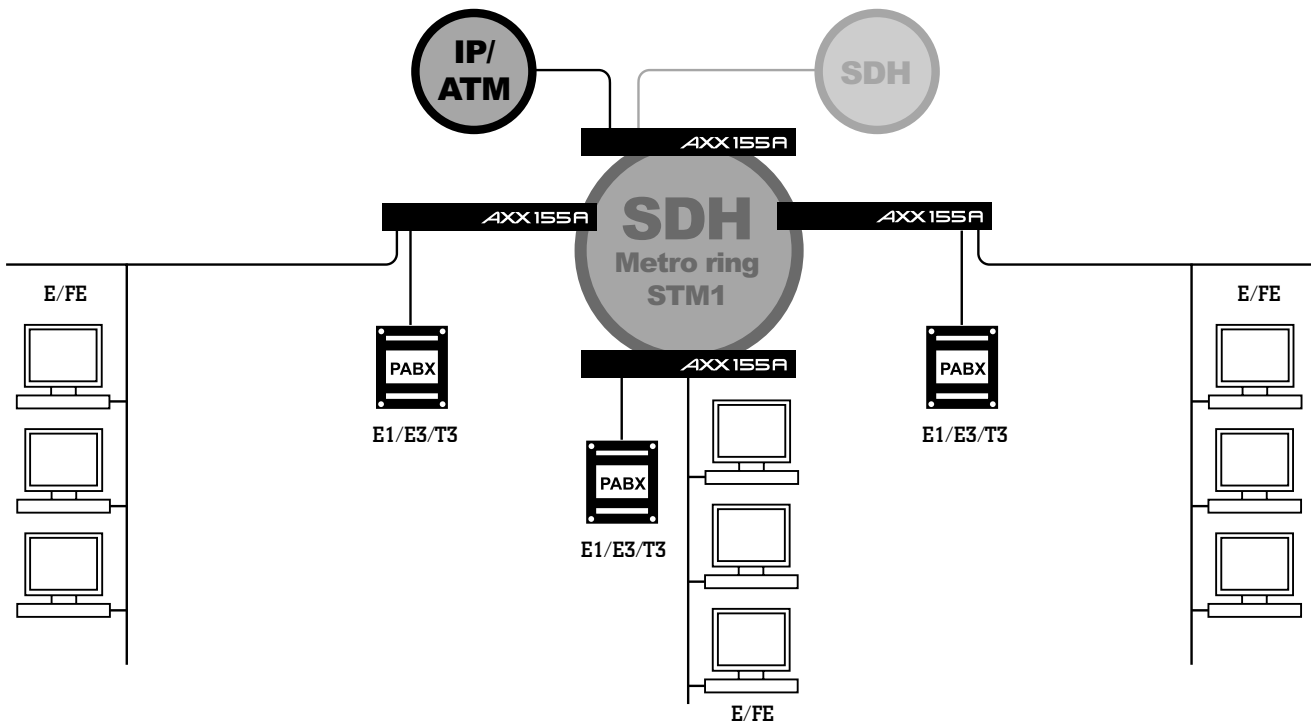 IP/
ATM
SDH
AXX155A
AXX155A
SDH
Metro ring
STM1
AXX155A
E/FE
E/FE
PABX
AXX155A
PABX
E1/E3/T3
E1/E3/T3
PABX
E1/E3/T3
E/FE